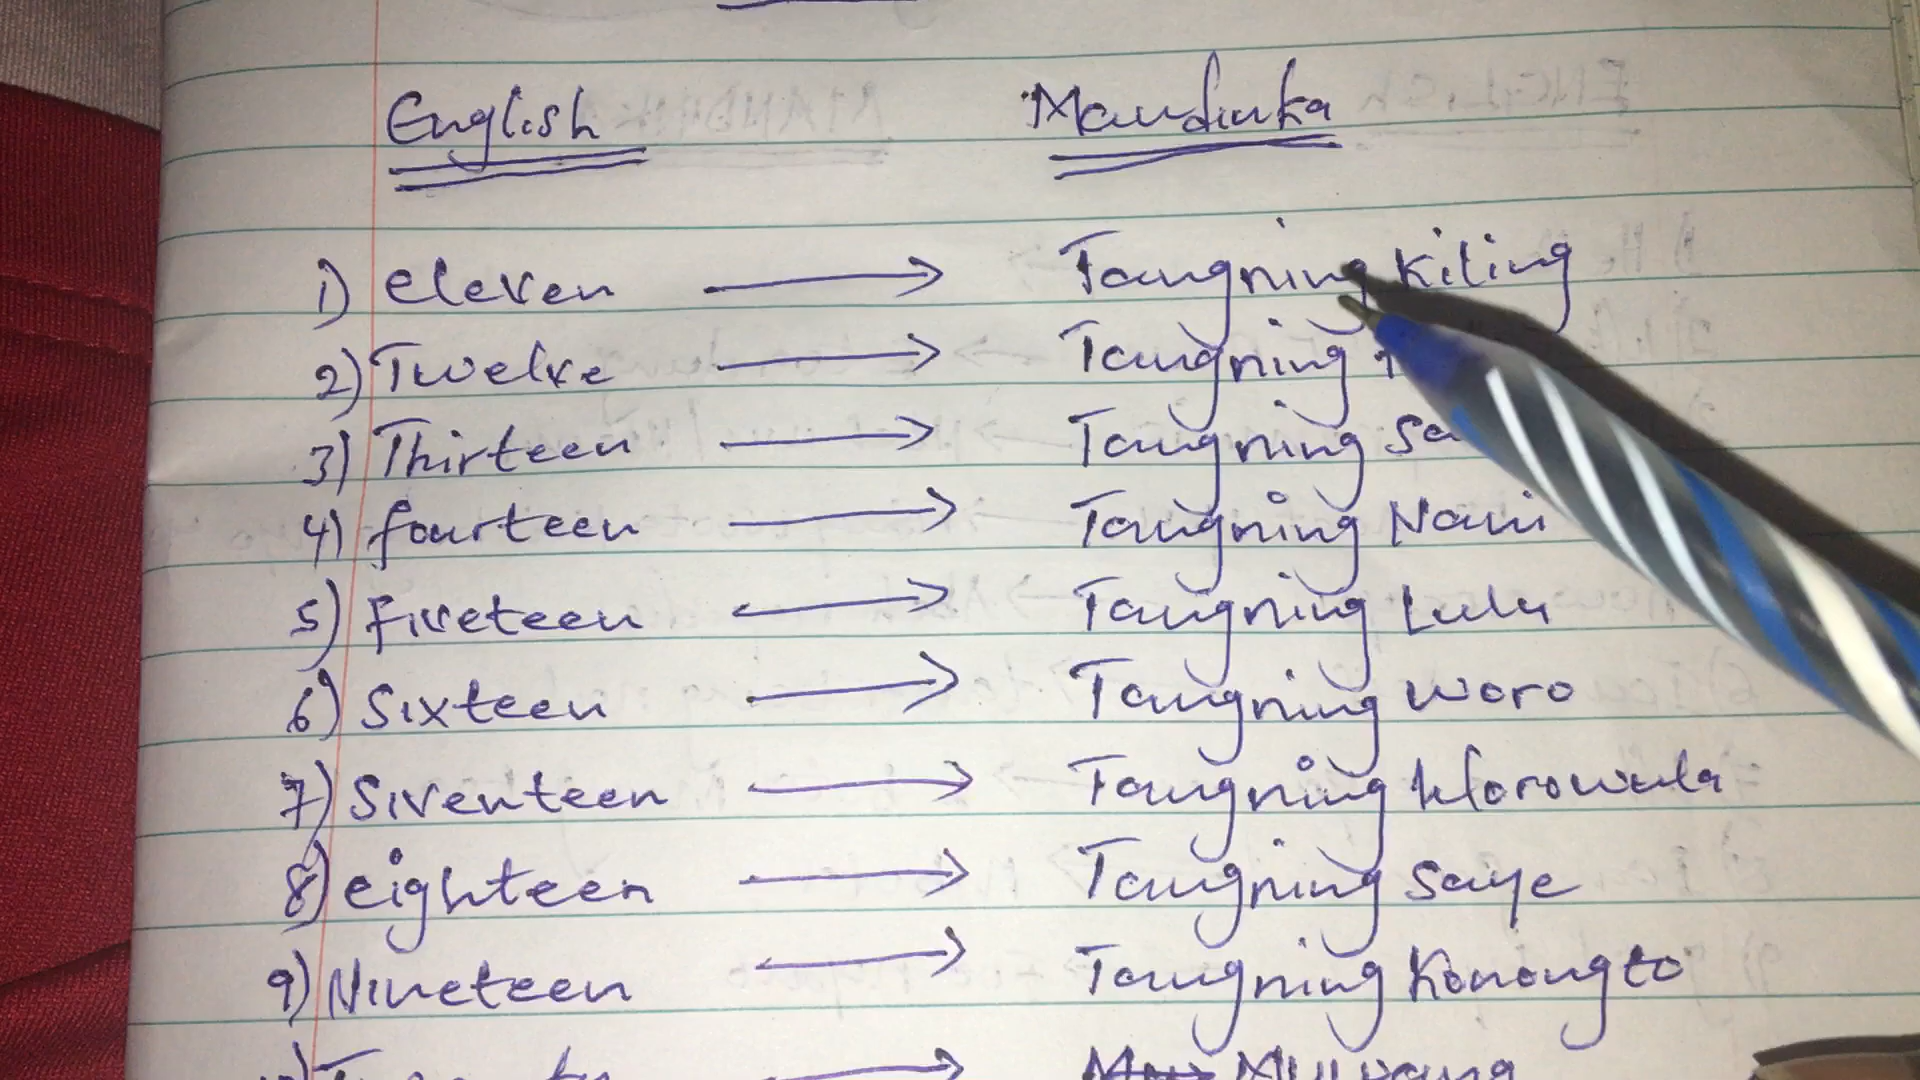 English Mandinka
1) eleven → Tangning Kiling
2) Twelve → Tangning
3) Thirteen → Tangning
4) fourteen → Tangning Nani
5) Fiveteen → Tangning Lulu
6) Sixteen → Tangning Woro
7) Siventeen → Tangning Worowula
8) eighteen → Tangning Saye
9) Nineteen → Tangning Konongto